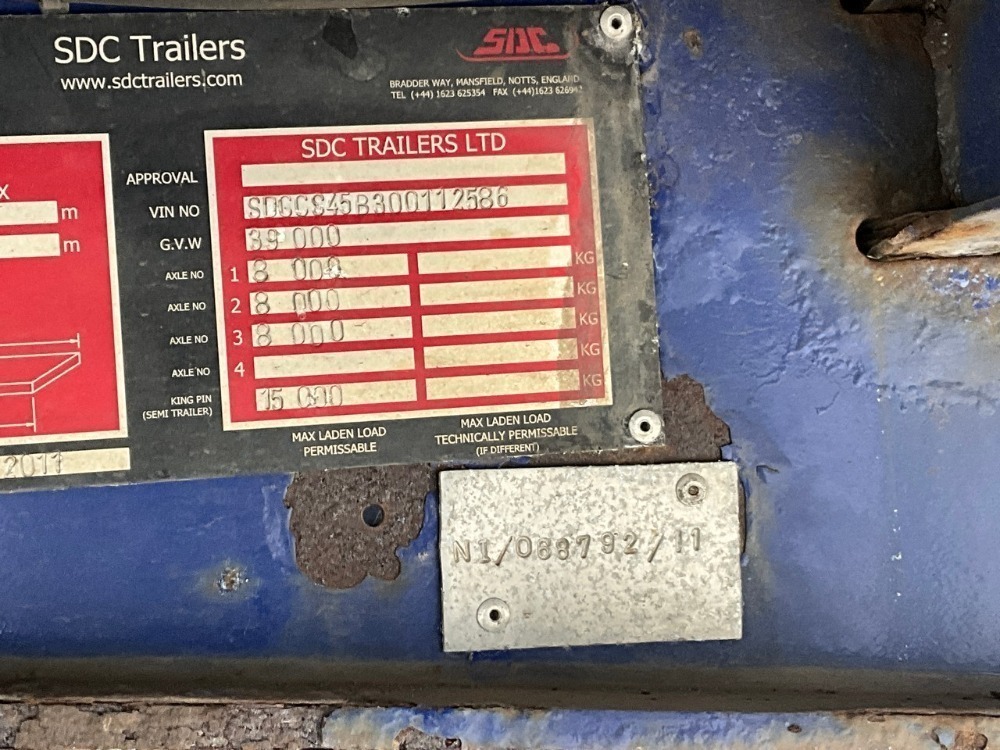 SDC Trailers
www.sdctrailers.com
SDC
BRADDER WAY, MANSFIELD, NOTTS, ENGLAND
TEL (+44) 1623 625354 FAX (+44)1623 626942
SDC TRAILERS LTD
X
m
m
APPROVAL
VIN NO SDCCS45B300112586
G.V.W 39 000
AXLE NO 1 8 000 KG
AXLE NO 2 8 000 KG
AXLE NO 3 8 000 KG
AXLE NO 4 KG
KING PIN (SEMI TRAILER) 15 000 KG
MAX LADEN LOAD PERMISSABLE
MAX LADEN LOAD TECHNICALLY PERMISSABLE (IF DIFFERENT)
2011
NI/088792/11